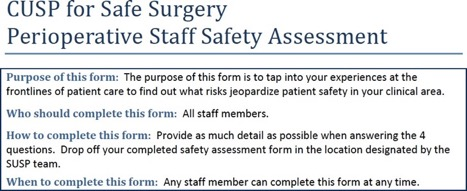 CUSP for Safe Surgery
Perioperative Staff Safety Assessment
Purpose of this form: The purpose of this form is to tap into your experiences at the
frontlines of patient care to find out what risks jeopardize patient safety in your clinical area.
Who should complete this form: All staff members.
How to complete this form: Provide as much detail as possible when answering the 4
questions. Drop off your completed safety assessment form in the location designated by the
SUSP team.
When to complete this form: Any staff member can complete this form at any time.